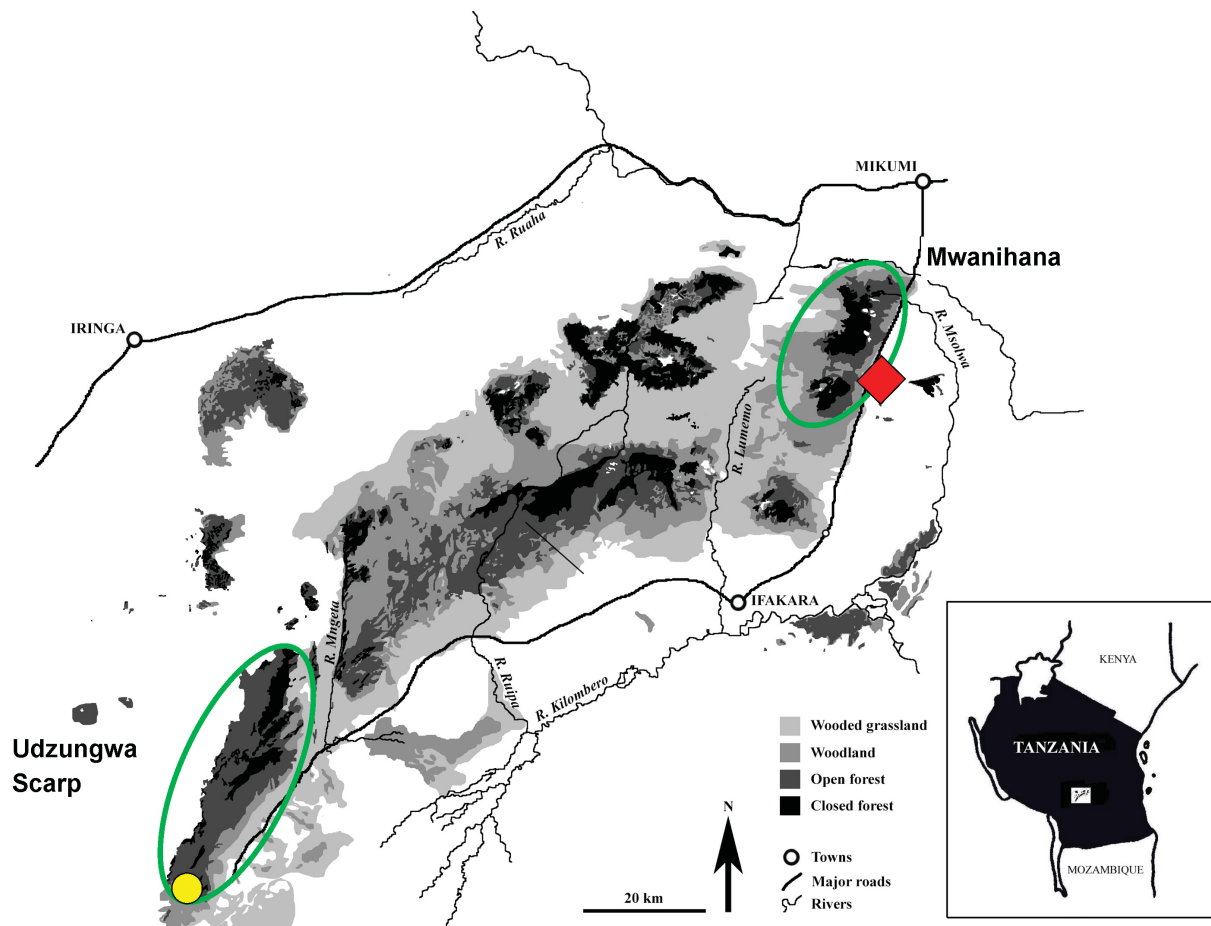 MIKUMI
Mwanihana
R. Ruaha
R. Msolwa
IRINGA
R. Lumemo
IFAKARA
R. Mngeta
R. Ruipa
R. Kilombero
Udzungwa
Scarp
Wooded grassland
Woodland
Open forest
Closed forest
N
Towns
Major roads
Rivers
20 km
KENYA
TANZANIA
MOZAMBIQUE